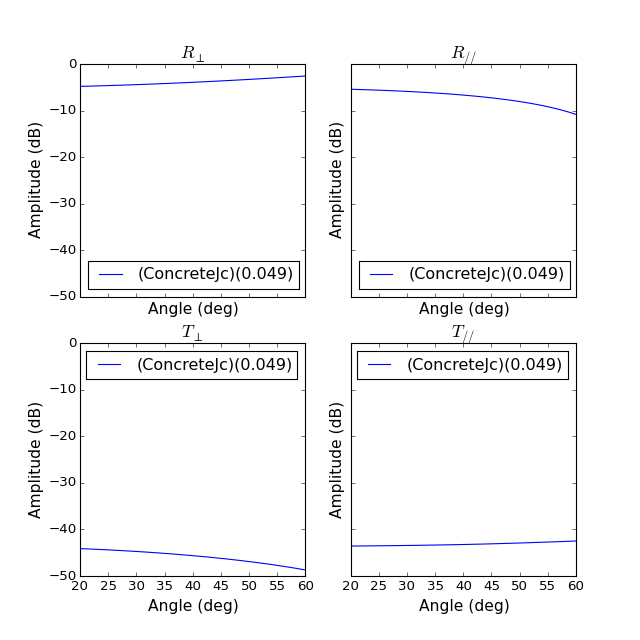 R⊥
R//
0
−10
−20
−30
−40
−50
Amplitude (dB)
(ConcreteJc)(0.049)
Angle (deg)
Amplitude (dB)
(ConcreteJc)(0.049)
Angle (deg)
T⊥
T//
0
−10
−20
−30
−40
−50
Amplitude (dB)
(ConcreteJc)(0.049)
20 25 30 35 40 45 50 55 60
Angle (deg)
Amplitude (dB)
(ConcreteJc)(0.049)
20 25 30 35 40 45 50 55 60
Angle (deg)